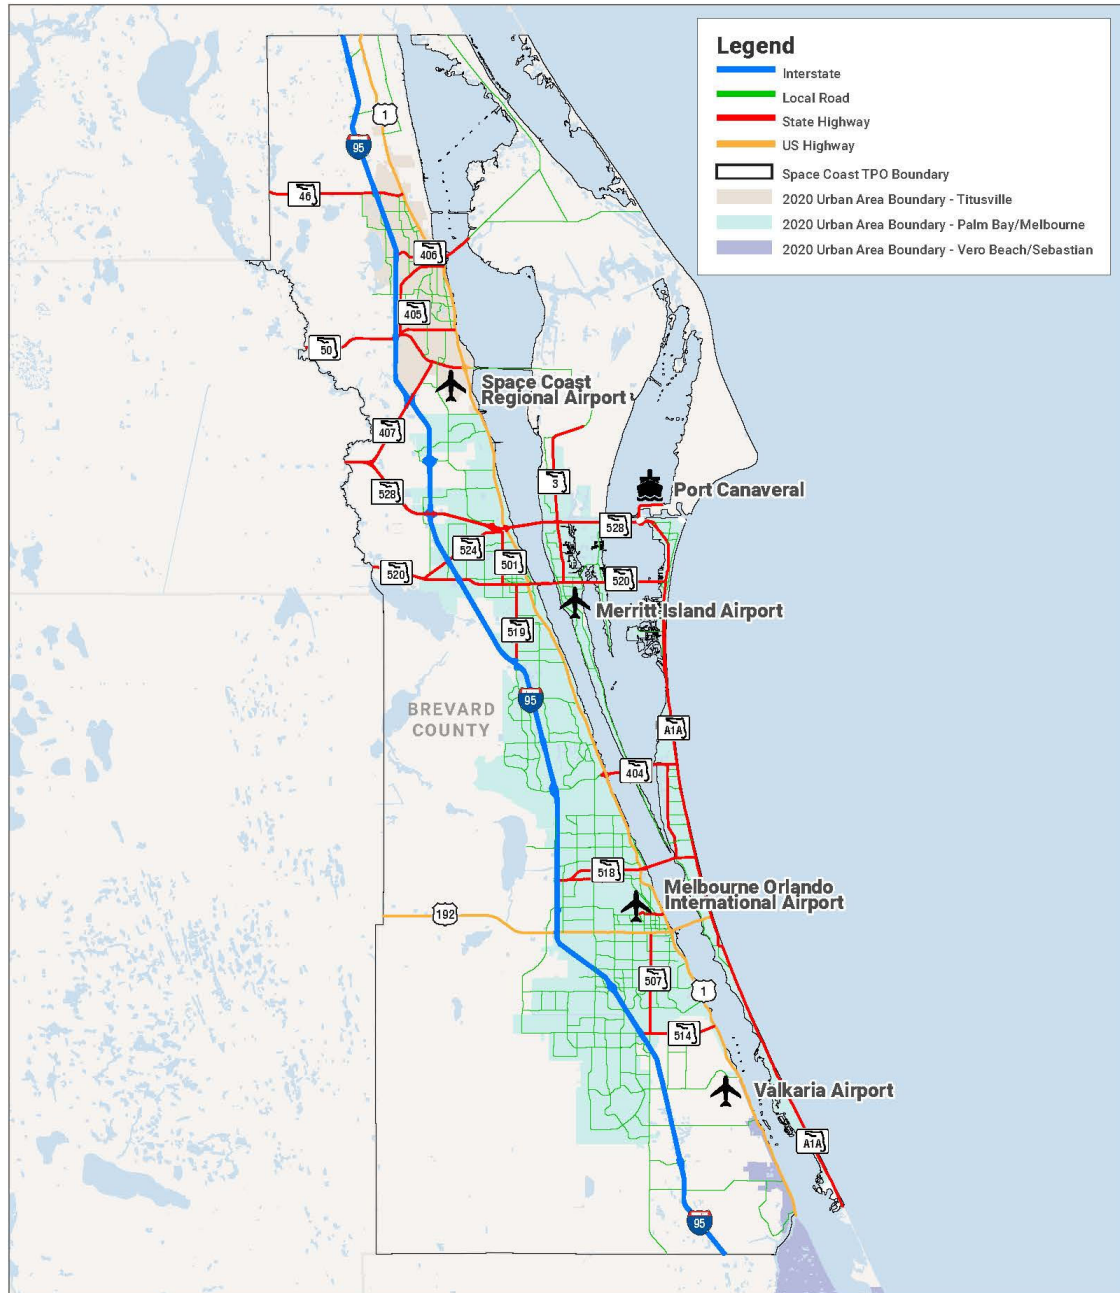 Legend
Interstate
Local Road
State Highway
US Highway
Space Coast TPO Boundary
2020 Urban Area Boundary - Titusville
2020 Urban Area Boundary - Palm Bay/Melbourne
2020 Urban Area Boundary - Vero Beach/Sebastian
1
95
46
406
405
50
Space Coast
Regional Airport
407
3
528
Port Canaveral
528
524
501
520
520
Merritt Island Airport
519
95
BREVARD
COUNTY
A1A
404
518
Melbourne Orlando
International Airport
192
507
1
514
Valkaria Airport
A1A
95